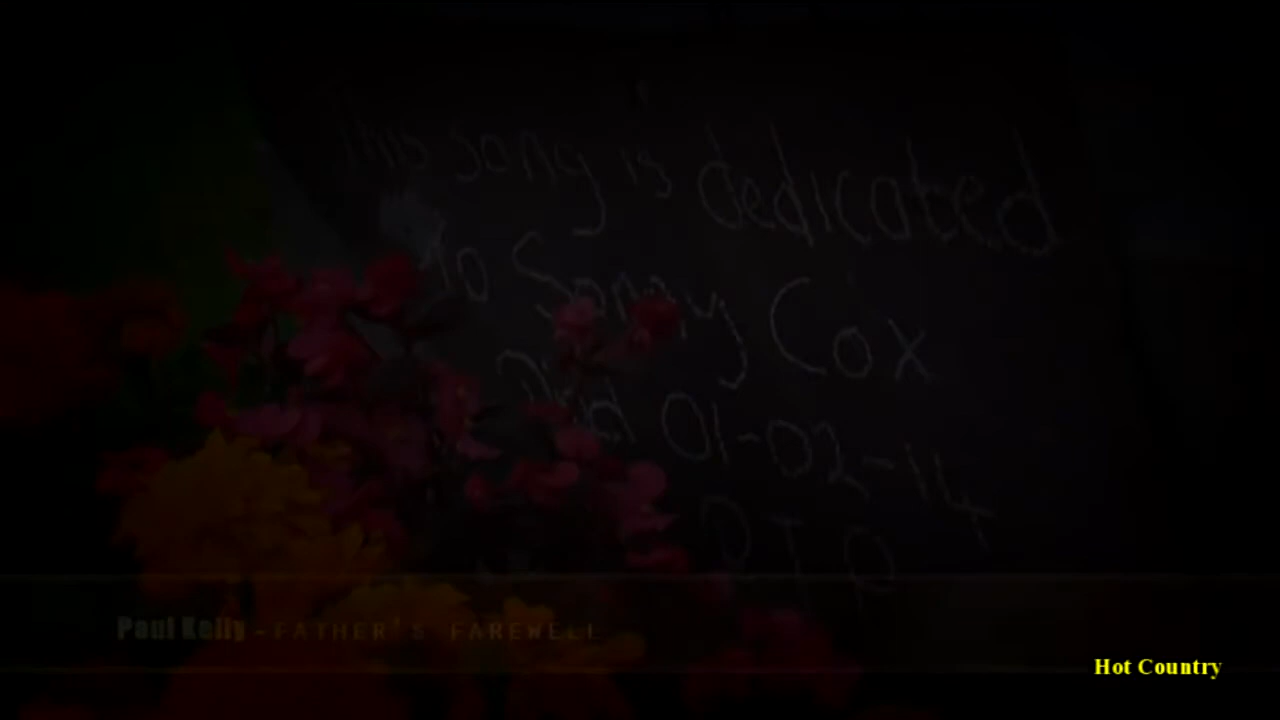 This song is dedicated
To Sonny Cox
Died 01-02-14
R I P
Paul Kelly - FATHER'S FAREWELL
Hot Country